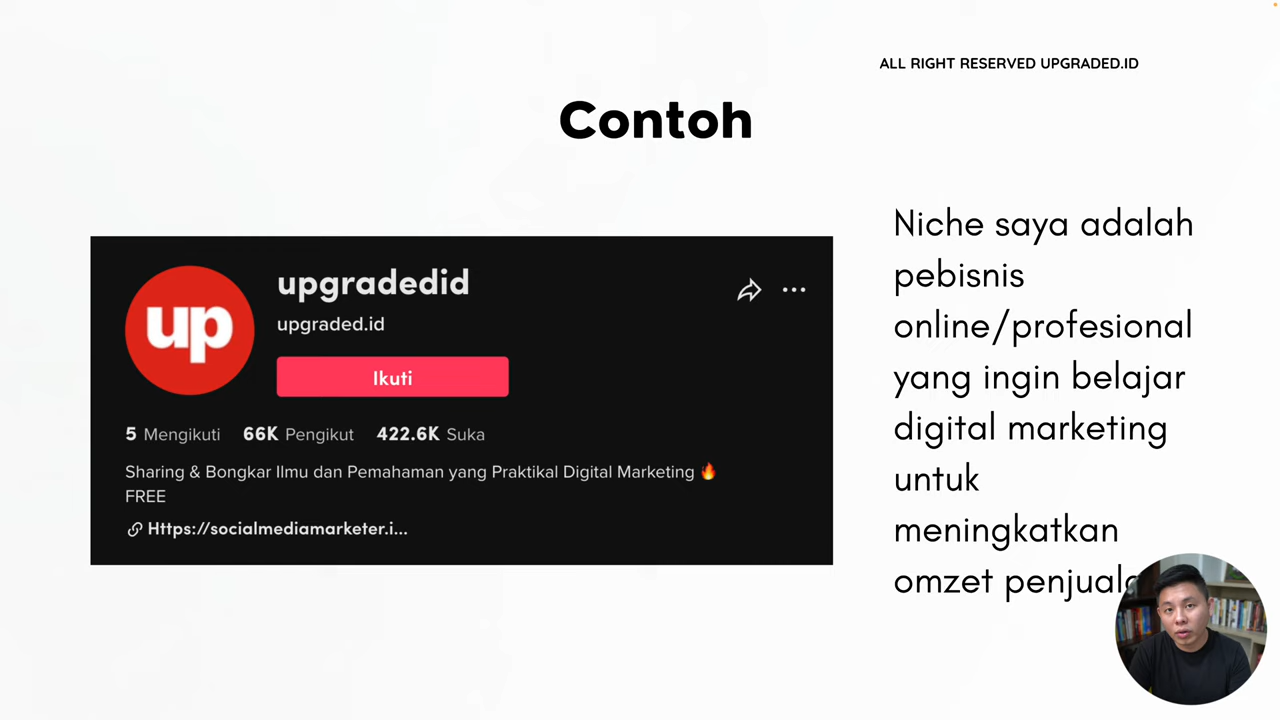 ALL RIGHT RESERVED UPGRADED.ID
Contoh
up
upgradedid
upgraded.id
Ikuti
5 Mengikuti 66K Pengikut 422.6K Suka
Sharing & Bongkar Ilmu dan Pemahaman yang Praktikal Digital Marketing 🔥
FREE
Https://socialmediamarketer.i...
Niche saya adalah
pebisnis
online/profesional
yang ingin belajar
digital marketing
untuk
meningkatkan
omzet